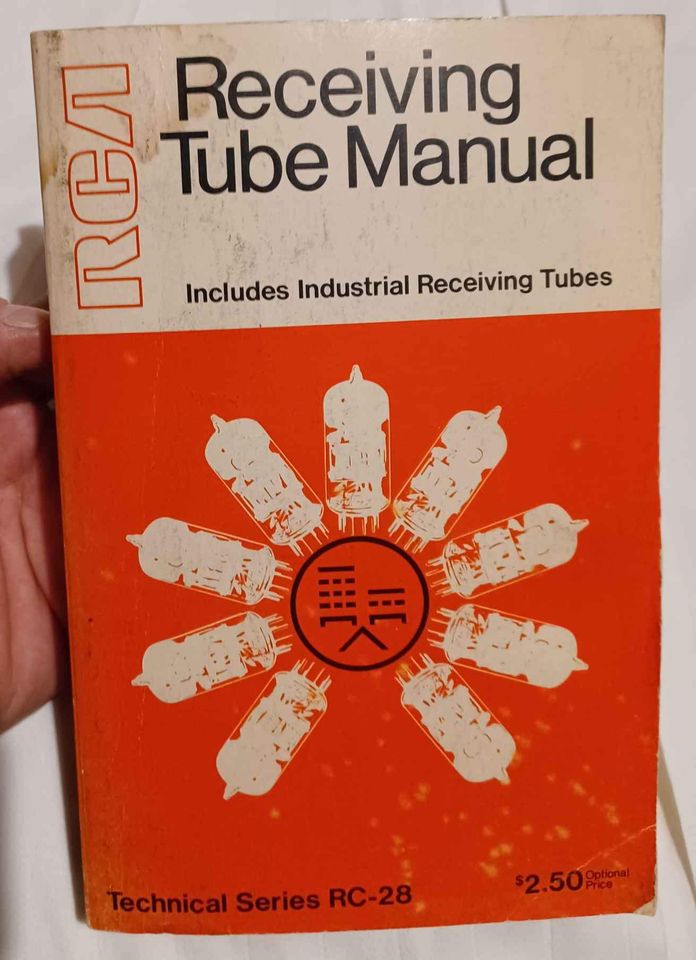 RCA
Receiving
Tube Manual
Includes Industrial Receiving Tubes
Technical Series RC-28
$2.50 Optional
Price